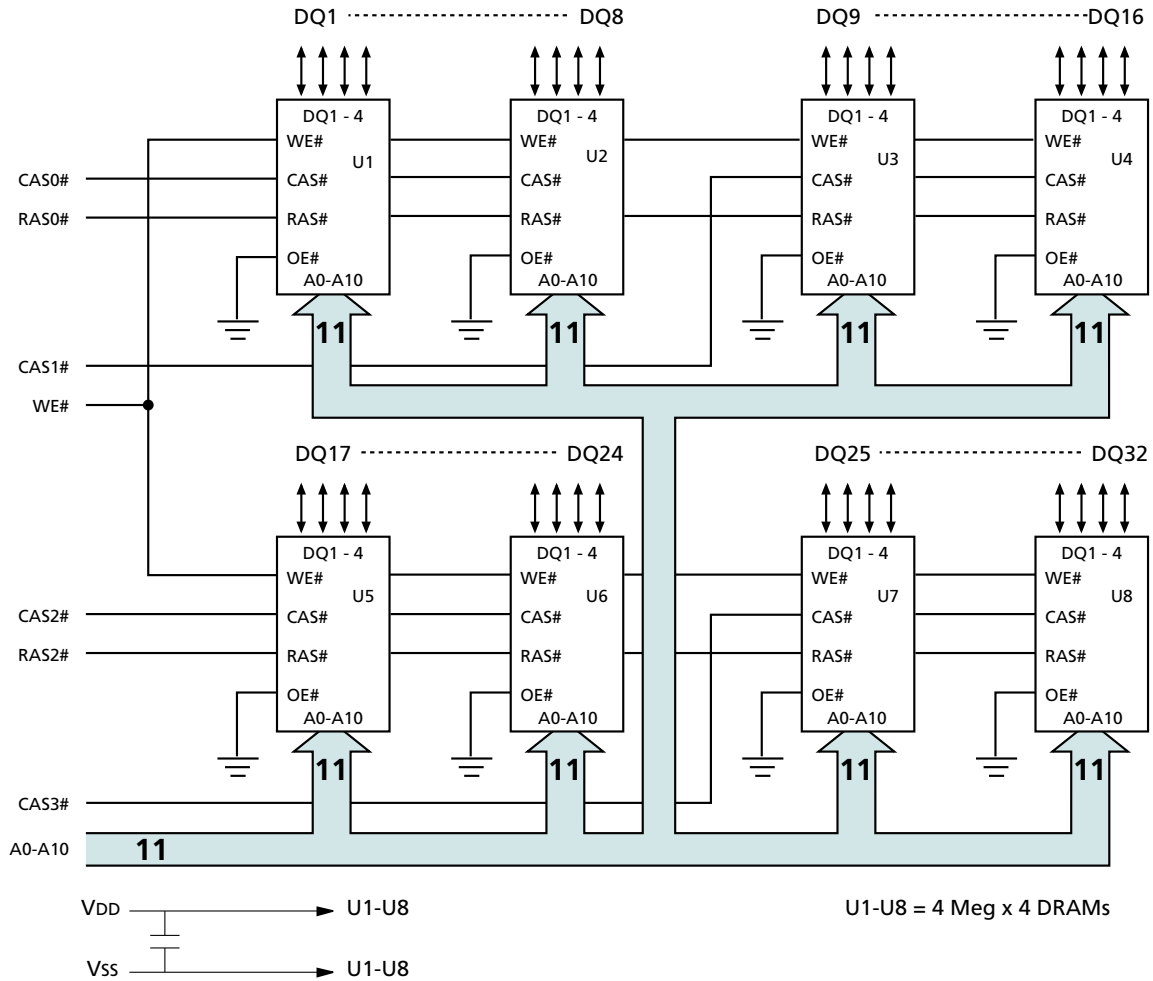 DQ1 DQ8 DQ9 DQ16
DQ1 - 4 DQ1 - 4 DQ1 - 4 DQ1 - 4
WE# WE# WE# WE#
U1 U2 U3 U4
CAS0# CAS# CAS# CAS# CAS#
RAS0# RAS# RAS# RAS# RAS#
OE# OE# OE# OE#
A0-A10 A0-A10 A0-A10 A0-A10
11 11 11 11
CAS1#
WE#
DQ17 DQ24 DQ25 DQ32
DQ1 - 4 DQ1 - 4 DQ1 - 4 DQ1 - 4
WE# WE# WE# WE#
U5 U6 U7 U8
CAS2# CAS# CAS# CAS# CAS#
RAS2# RAS# RAS# RAS# RAS#
OE# OE# OE# OE#
A0-A10 A0-A10 A0-A10 A0-A10
11 11 11 11
CAS3#
A0-A10 11
VDD U1-U8 U1-U8 = 4 Meg x 4 DRAMs
VSS U1-U8